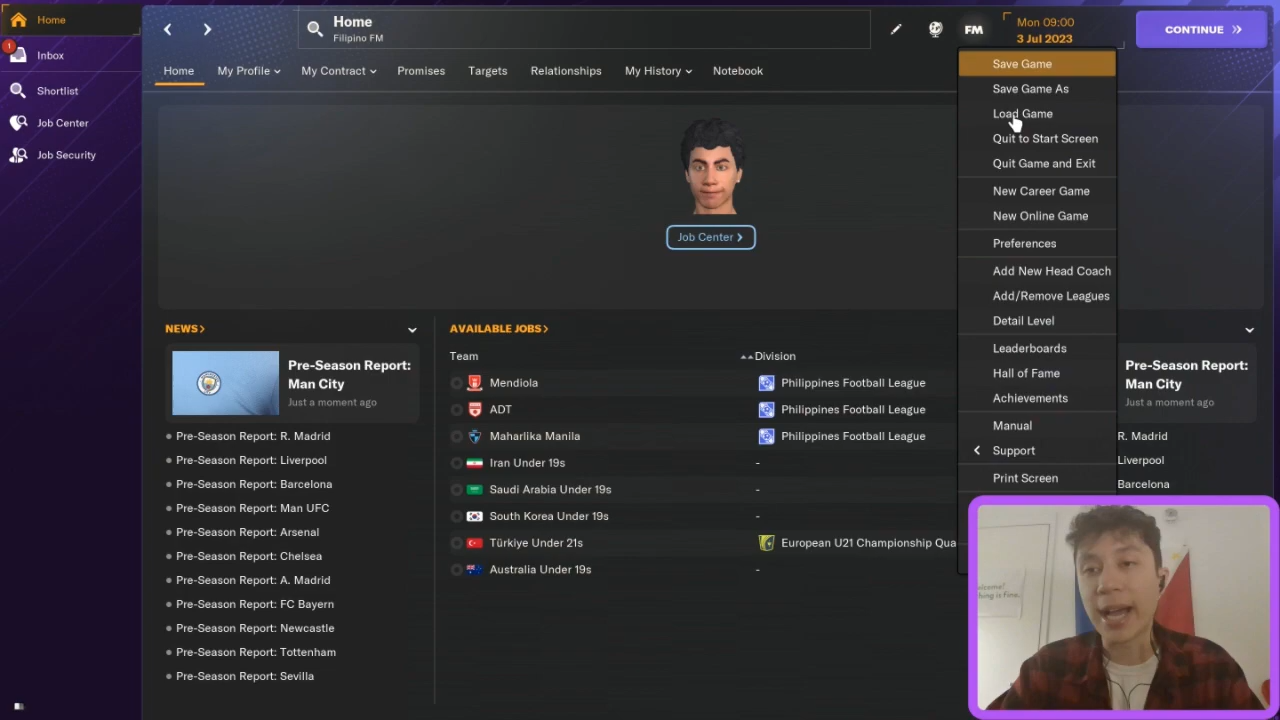 Home
1
Inbox
Shortlist
Job Center
Job Security
Home
Filipino FM
FM
Mon 09:00
3 Jul 2023
CONTINUE
Home
My Profile
My Contract
Promises
Targets
Relationships
My History
Notebook
Save Game
Save Game As
Load Game
Quit to Start Screen
Quit Game and Exit
New Career Game
New Online Game
Preferences
Add New Head Coach
Add/Remove Leagues
Detail Level
Leaderboards
Hall of Fame
Achievements
Manual
Support
Print Screen
Job Center >
NEWS >
Pre-Season Report:
Man City
Just a moment ago
Pre-Season Report: R. Madrid
Pre-Season Report: Liverpool
Pre-Season Report: Barcelona
Pre-Season Report: Man UFC
Pre-Season Report: Arsenal
Pre-Season Report: Chelsea
Pre-Season Report: A. Madrid
Pre-Season Report: FC Bayern
Pre-Season Report: Newcastle
Pre-Season Report: Tottenham
Pre-Season Report: Sevilla
AVAILABLE JOBS >
Team Division
Mendiola Philippines Football League
ADT Philippines Football League
Maharlika Manila Philippines Football League
Iran Under 19s -
Saudi Arabia Under 19s -
South Korea Under 19s -
Türkiye Under 21s European U21 Championship Qua
Australia Under 19s -
Pre-Season Report:
Man City
Just a moment ago
R. Madrid
Liverpool
Barcelona
elcome!
thing is fine.